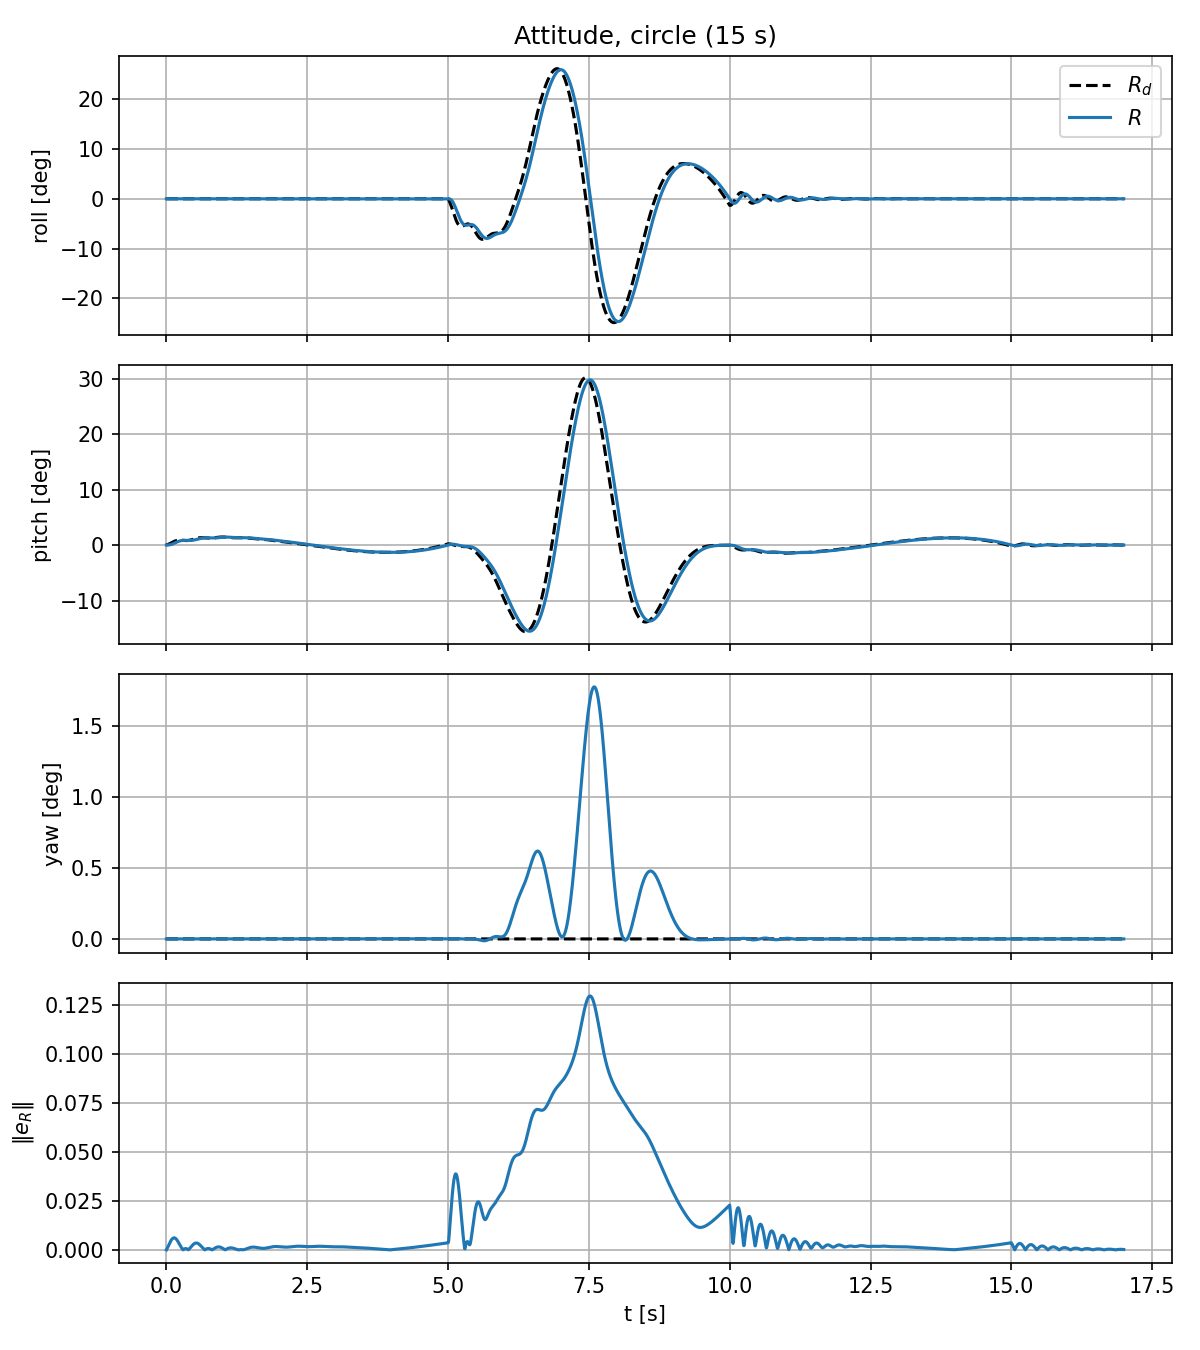 Attitude, circle (15 s)
R_d
R
20
10
0
−10
−20
roll [deg]
30
20
10
0
−10
pitch [deg]
1.5
1.0
0.5
0.0
yaw [deg]
0.125
0.100
0.075
0.050
0.025
0.000
‖e_R‖
0.0 2.5 5.0 7.5 10.0 12.5 15.0 17.5
t [s]